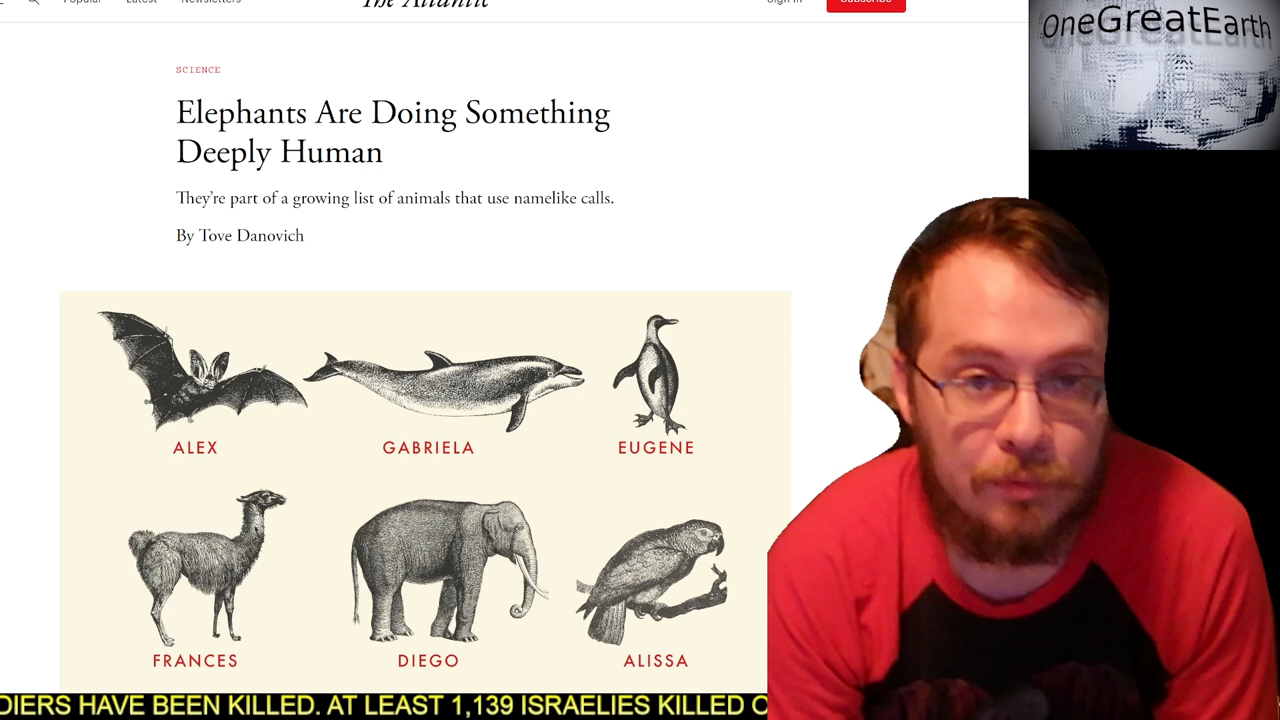 Popular Latest Newsletters The Atlantic Sign In Subscribe
OneGreatEarth
OneGreatEarth
SCIENCE
Elephants Are Doing Something
Deeply Human
They're part of a growing list of animals that use namelike calls.
By Tove Danovich
ALEX GABRIELA EUGENE
FRANCES DIEGO ALISSA
DIERS HAVE BEEN KILLED. AT LEAST 1,139 ISRAELIES KILLED